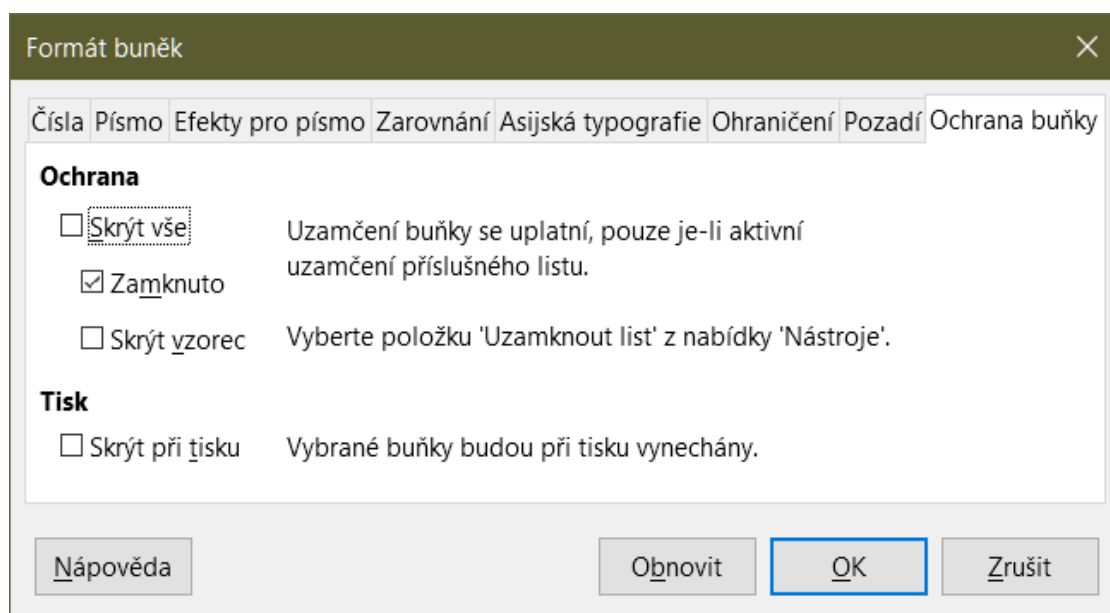 Formát buněk
Čísla Písmo Efekty pro písmo Zarovnání Asijská typografie Ohraničení Pozadí Ochrana buňky
Ochrana
Skrýt vše
Uzamčení buňky se uplatní, pouze je-li aktivní
uzamčení příslušného listu.
Zamknuto
Skrýt vzorec
Vyberte položku 'Uzamknout list' z nabídky 'Nástroje'.
Tisk
Skrýt při tisku
Vybrané buňky budou při tisku vynechány.
Nápověda
Obnovit
OK
Zrušit